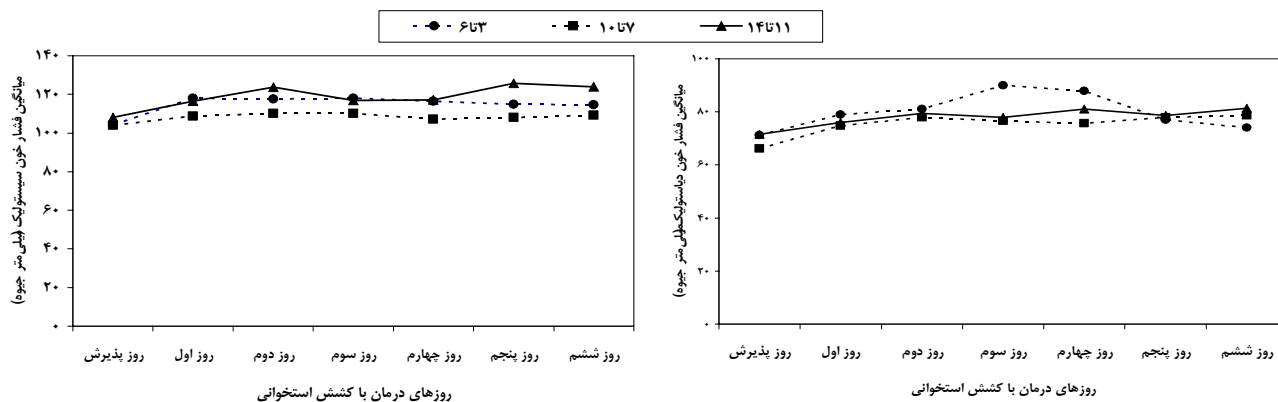 ۳تا۶ ۷تا۱۰ ۱۱تا۱۴
میانگین فشار خون سیستولیک (میلی‌متر جیوه)
۱۴۰
۱۲۰
۱۰۰
۸۰
۶۰
۴۰
۲۰
۰
روز پذیرش روز اول روز دوم روز سوم روز چهارم روز پنجم روز ششم
روزهای درمان با کشش استخوانی
میانگین فشار خون دیاستولیک(میلی‌متر جیوه)
۱۰۰
۸۰
۶۰
۴۰
۲۰
۰
روز پذیرش روز اول روز دوم روز سوم روز چهارم روز پنجم روز ششم
روزهای درمان با کشش استخوانی